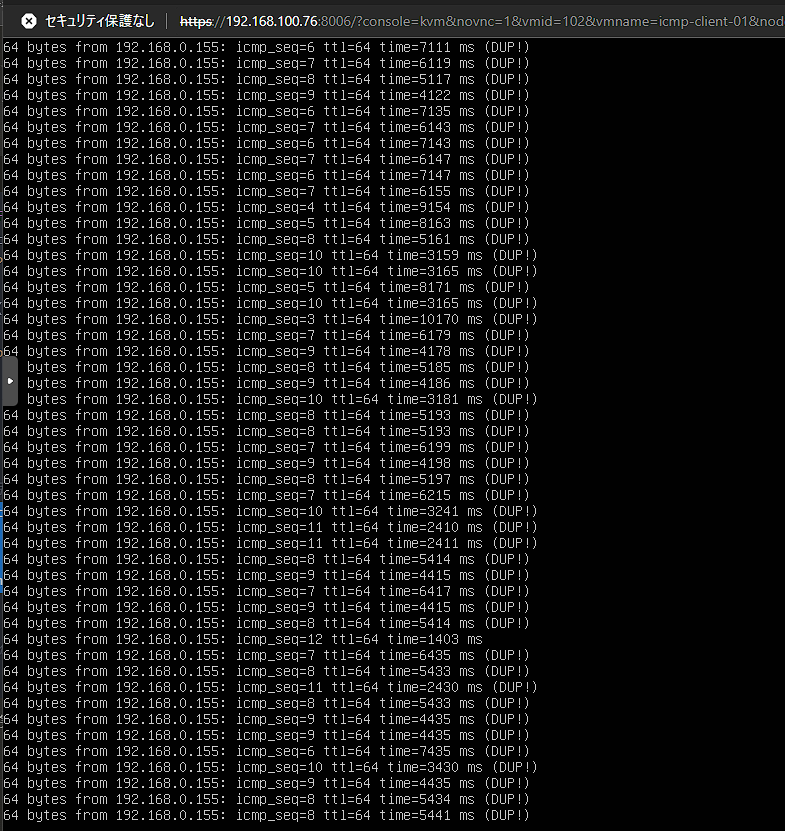 セキュリティ保護なし https://192.168.100.76:8006/?console=kvm&novnc=1&vmid=102&vmname=icmp-client-01&nod
64 bytes from 192.168.0.155: icmp_seq=6 ttl=64 time=7111 ms (DUP!)
64 bytes from 192.168.0.155: icmp_seq=7 ttl=64 time=6119 ms (DUP!)
64 bytes from 192.168.0.155: icmp_seq=8 ttl=64 time=5117 ms (DUP!)
64 bytes from 192.168.0.155: icmp_seq=9 ttl=64 time=4122 ms (DUP!)
64 bytes from 192.168.0.155: icmp_seq=6 ttl=64 time=7135 ms (DUP!)
64 bytes from 192.168.0.155: icmp_seq=7 ttl=64 time=6143 ms (DUP!)
64 bytes from 192.168.0.155: icmp_seq=6 ttl=64 time=7143 ms (DUP!)
64 bytes from 192.168.0.155: icmp_seq=7 ttl=64 time=6147 ms (DUP!)
64 bytes from 192.168.0.155: icmp_seq=6 ttl=64 time=7147 ms (DUP!)
64 bytes from 192.168.0.155: icmp_seq=7 ttl=64 time=6155 ms (DUP!)
64 bytes from 192.168.0.155: icmp_seq=4 ttl=64 time=9154 ms (DUP!)
64 bytes from 192.168.0.155: icmp_seq=5 ttl=64 time=8163 ms (DUP!)
64 bytes from 192.168.0.155: icmp_seq=8 ttl=64 time=5161 ms (DUP!)
64 bytes from 192.168.0.155: icmp_seq=10 ttl=64 time=3159 ms (DUP!)
64 bytes from 192.168.0.155: icmp_seq=10 ttl=64 time=3165 ms (DUP!)
64 bytes from 192.168.0.155: icmp_seq=5 ttl=64 time=8171 ms (DUP!)
64 bytes from 192.168.0.155: icmp_seq=10 ttl=64 time=3165 ms (DUP!)
64 bytes from 192.168.0.155: icmp_seq=3 ttl=64 time=10170 ms (DUP!)
64 bytes from 192.168.0.155: icmp_seq=7 ttl=64 time=6179 ms (DUP!)
64 bytes from 192.168.0.155: icmp_seq=9 ttl=64 time=4178 ms (DUP!)
bytes from 192.168.0.155: icmp_seq=8 ttl=64 time=5185 ms (DUP!)
bytes from 192.168.0.155: icmp_seq=9 ttl=64 time=4186 ms (DUP!)
bytes from 192.168.0.155: icmp_seq=10 ttl=64 time=3181 ms (DUP!)
64 bytes from 192.168.0.155: icmp_seq=8 ttl=64 time=5193 ms (DUP!)
64 bytes from 192.168.0.155: icmp_seq=8 ttl=64 time=5193 ms (DUP!)
64 bytes from 192.168.0.155: icmp_seq=7 ttl=64 time=6199 ms (DUP!)
64 bytes from 192.168.0.155: icmp_seq=9 ttl=64 time=4198 ms (DUP!)
64 bytes from 192.168.0.155: icmp_seq=8 ttl=64 time=5197 ms (DUP!)
64 bytes from 192.168.0.155: icmp_seq=7 ttl=64 time=6215 ms (DUP!)
64 bytes from 192.168.0.155: icmp_seq=10 ttl=64 time=3241 ms (DUP!)
64 bytes from 192.168.0.155: icmp_seq=11 ttl=64 time=2410 ms (DUP!)
64 bytes from 192.168.0.155: icmp_seq=11 ttl=64 time=2411 ms (DUP!)
64 bytes from 192.168.0.155: icmp_seq=8 ttl=64 time=5414 ms (DUP!)
64 bytes from 192.168.0.155: icmp_seq=9 ttl=64 time=4415 ms (DUP!)
64 bytes from 192.168.0.155: icmp_seq=7 ttl=64 time=6417 ms (DUP!)
64 bytes from 192.168.0.155: icmp_seq=9 ttl=64 time=4415 ms (DUP!)
64 bytes from 192.168.0.155: icmp_seq=8 ttl=64 time=5414 ms (DUP!)
64 bytes from 192.168.0.155: icmp_seq=12 ttl=64 time=1403 ms
64 bytes from 192.168.0.155: icmp_seq=7 ttl=64 time=6435 ms (DUP!)
64 bytes from 192.168.0.155: icmp_seq=8 ttl=64 time=5433 ms (DUP!)
64 bytes from 192.168.0.155: icmp_seq=11 ttl=64 time=2430 ms (DUP!)
64 bytes from 192.168.0.155: icmp_seq=8 ttl=64 time=5433 ms (DUP!)
64 bytes from 192.168.0.155: icmp_seq=9 ttl=64 time=4435 ms (DUP!)
64 bytes from 192.168.0.155: icmp_seq=9 ttl=64 time=4435 ms (DUP!)
64 bytes from 192.168.0.155: icmp_seq=6 ttl=64 time=7435 ms (DUP!)
64 bytes from 192.168.0.155: icmp_seq=10 ttl=64 time=3430 ms (DUP!)
64 bytes from 192.168.0.155: icmp_seq=9 ttl=64 time=4435 ms (DUP!)
64 bytes from 192.168.0.155: icmp_seq=8 ttl=64 time=5434 ms (DUP!)
64 bytes from 192.168.0.155: icmp_seq=8 ttl=64 time=5441 ms (DUP!)